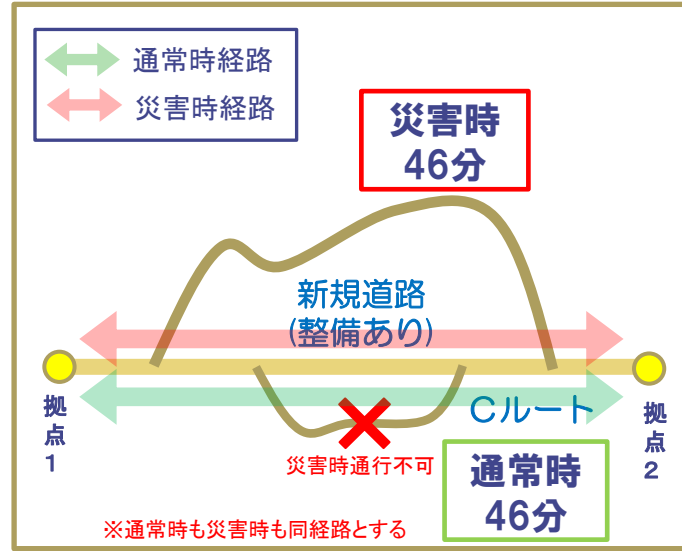 通常時経路
災害時経路
災害時
46分
新規道路
(整備あり)
拠点1
Cルート
拠点2
災害時通行不可
通常時
46分
※通常時も災害時も同経路とする